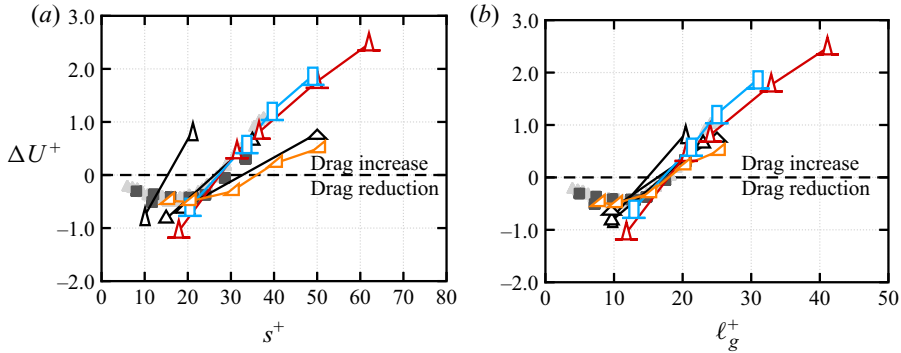 (a)
3.0
2.0
1.0
0
−1.0
−2.0
ΔU+
Drag increase
Drag reduction
0 10 20 30 40 50 60 70 80
s+
(b)
3.0
2.0
1.0
0
−1.0
−2.0
Drag increase
Drag reduction
0 10 20 30 40 50
ℓg+